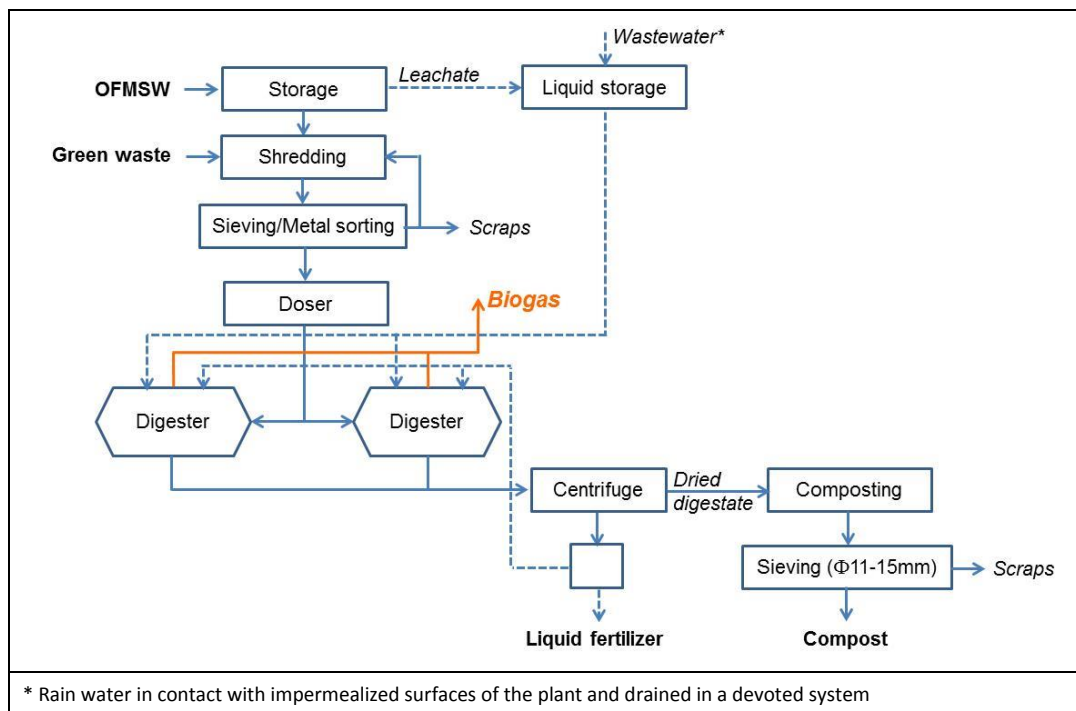 Wastewater*
Leachate
OFMSW
Storage
Liquid storage
Green waste
Shredding
Sieving/Metal sorting
Scraps
Doser
Biogas
Digester
Digester
Centrifuge
Dried
digestate
Composting
Sieving (Φ11-15mm)
Scraps
Liquid fertilizer
Compost
* Rain water in contact with impermealized surfaces of the plant and drained in a devoted system